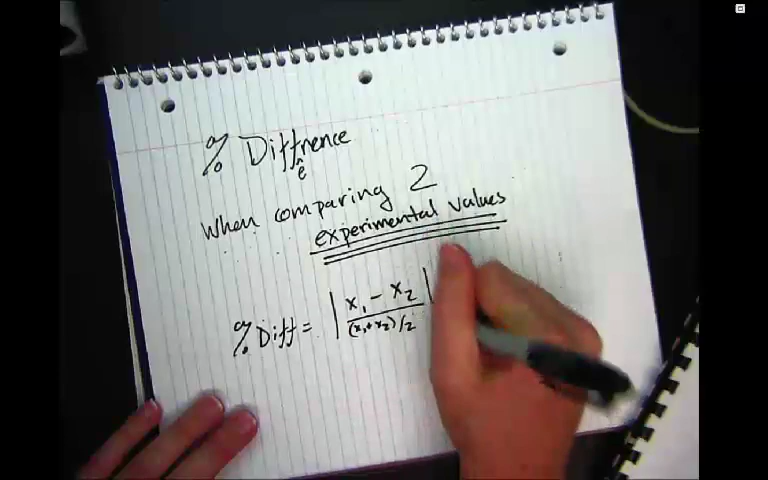 % Diffrence
e
When comparing 2
experimental values
% Diff = | x₁ - x₂ / (x₁ + x₂)/2 |